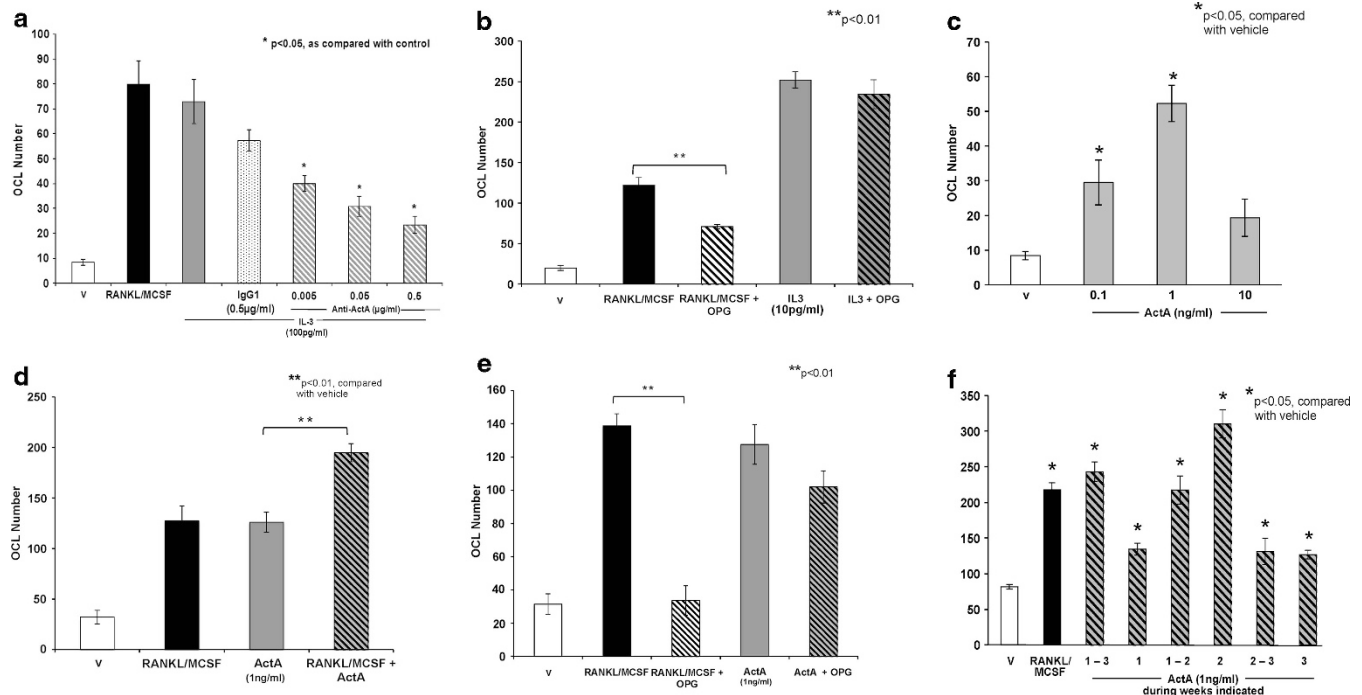 a
* p<0.05, as compared with control
OCL Number
100
90
80
70
60
50
40
30
20
10
0
*
*
*
v
RANKL/MCSF
IgG1
(0.5μg/ml)
0.005
0.05
0.5
Anti-ActA (μg/ml)
IL-3
(100pg/ml)
b
**p<0.01
OCL Number
300
250
200
150
100
50
0
**
v
RANKL/MCSF
RANKL/MCSF +
OPG
IL3
(10pg/ml)
IL3 + OPG
c
*
p<0.05, compared
with vehicle
OCL Number
70
60
50
40
30
20
10
0
*
*
v
0.1
1
10
ActA (ng/ml)
d
**p<0.01, compared
with vehicle
OCL Number
250
200
150
100
50
0
**
v
RANKL/MCSF
ActA
(1ng/ml)
RANKL/MCSF +
ActA
e
**p<0.01
OCL Number
160
140
120
100
80
60
40
20
0
**
v
RANKL/MCSF
RANKL/MCSF +
OPG
ActA
(1ng/ml)
ActA + OPG
f
*
p<0.05, compared
with vehicle
OCL Number
350
300
250
200
150
100
50
0
*
*
*
*
*
*
*
V
RANKL/
MCSF
1 – 3
1
1 – 2
2
2 – 3
3
ActA (1ng/ml)
during weeks indicated